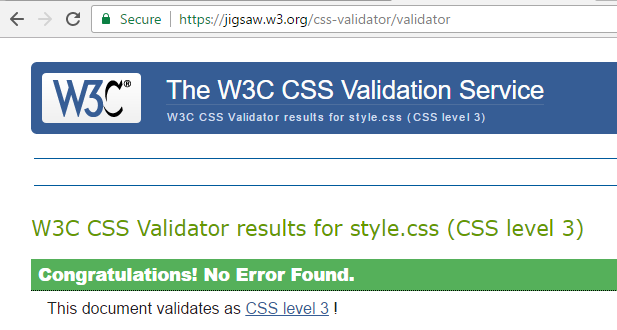 Secure https://jigsaw.w3.org/css-validator/validator
W3C® The W3C CSS Validation Service
W3C CSS Validator results for style.css (CSS level 3)
W3C CSS Validator results for style.css (CSS level 3)
Congratulations! No Error Found.
This document validates as CSS level 3 !